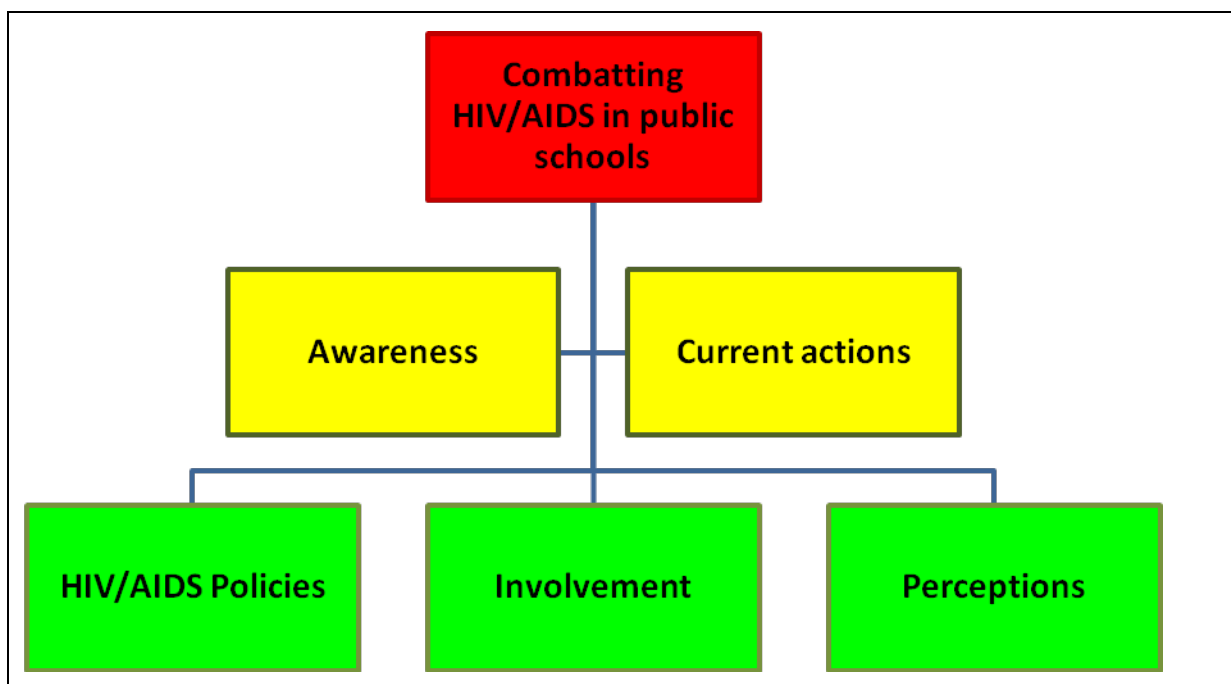 Combatting
HIV/AIDS in public
schools
Awareness
Current actions
HIV/AIDS Policies
Involvement
Perceptions